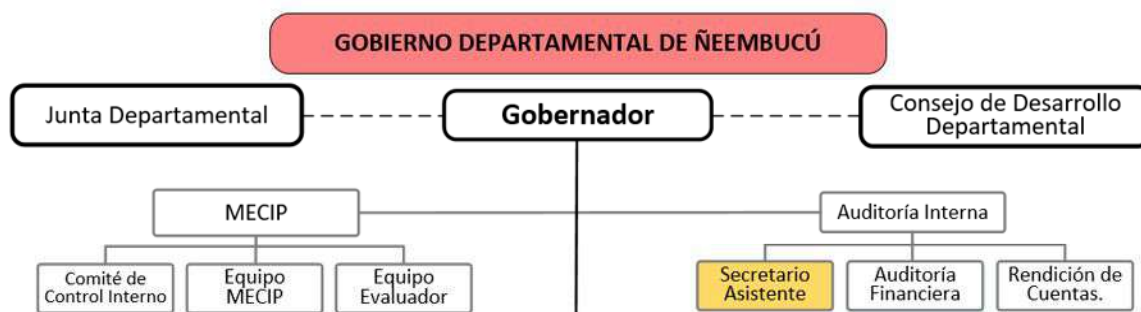 GOBIERNO DEPARTAMENTAL DE ÑEEMBUCÚ
Junta Departamental
Gobernador
Consejo de Desarrollo
Departamental
MECIP
Auditoría Interna
Comité de
Control Interno
Equipo
MECIP
Equipo
Evaluador
Secretario
Asistente
Auditoría
Financiera
Rendición de
Cuentas.